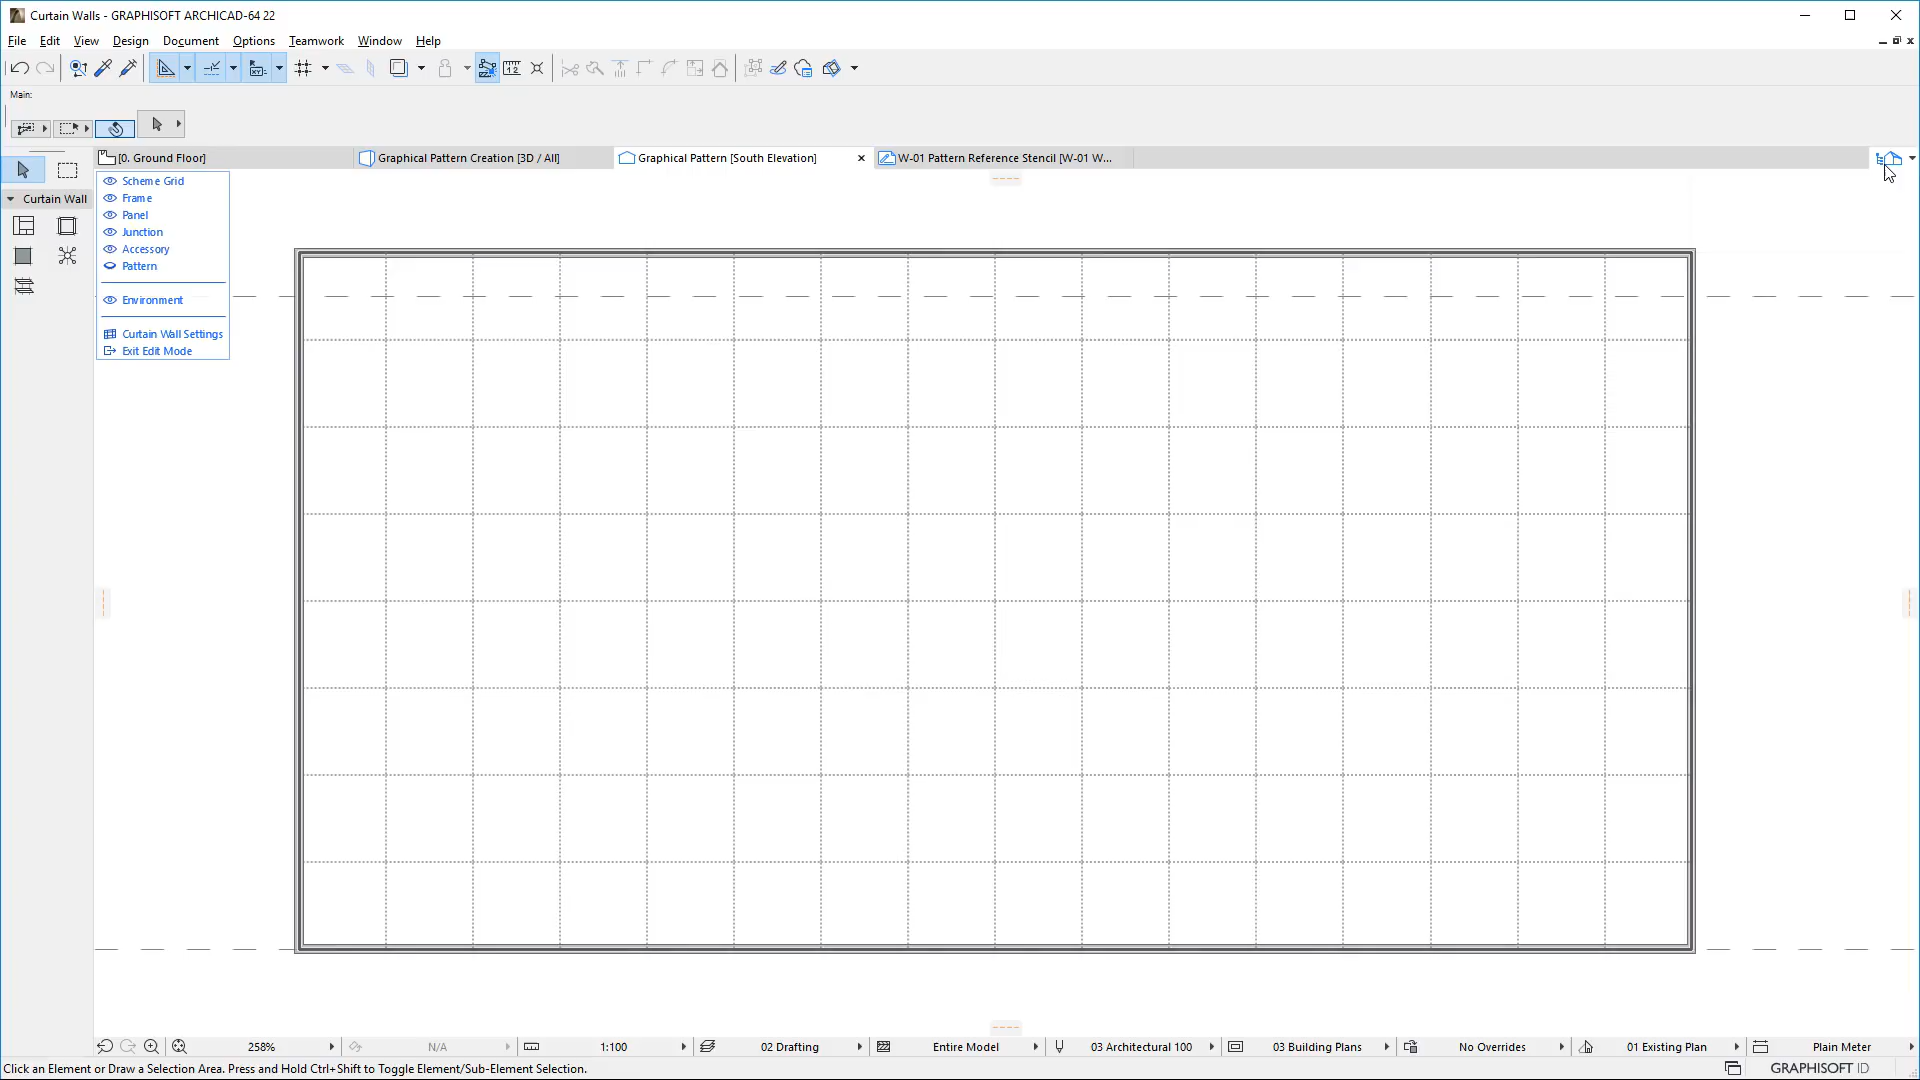 Curtain Walls - GRAPHISOFT ARCHICAD-64 22
File Edit View Design Document Options Teamwork Window Help
Main:
[0. Ground Floor]
Graphical Pattern Creation [3D / All]
Graphical Pattern [South Elevation]
W-01 Pattern Reference Stencil [W-01 W...
Curtain Wall
Scheme Grid
Frame
Panel
Junction
Accessory
Pattern
Environment
Curtain Wall Settings
Exit Edit Mode
258% N/A 1:100 02 Drafting Entire Model 03 Architectural 100 03 Building Plans No Overrides 01 Existing Plan Plain Meter
Click an Element or Draw a Selection Area. Press and Hold Ctrl+Shift to Toggle Element/Sub-Element Selection.
GRAPHISOFT ID